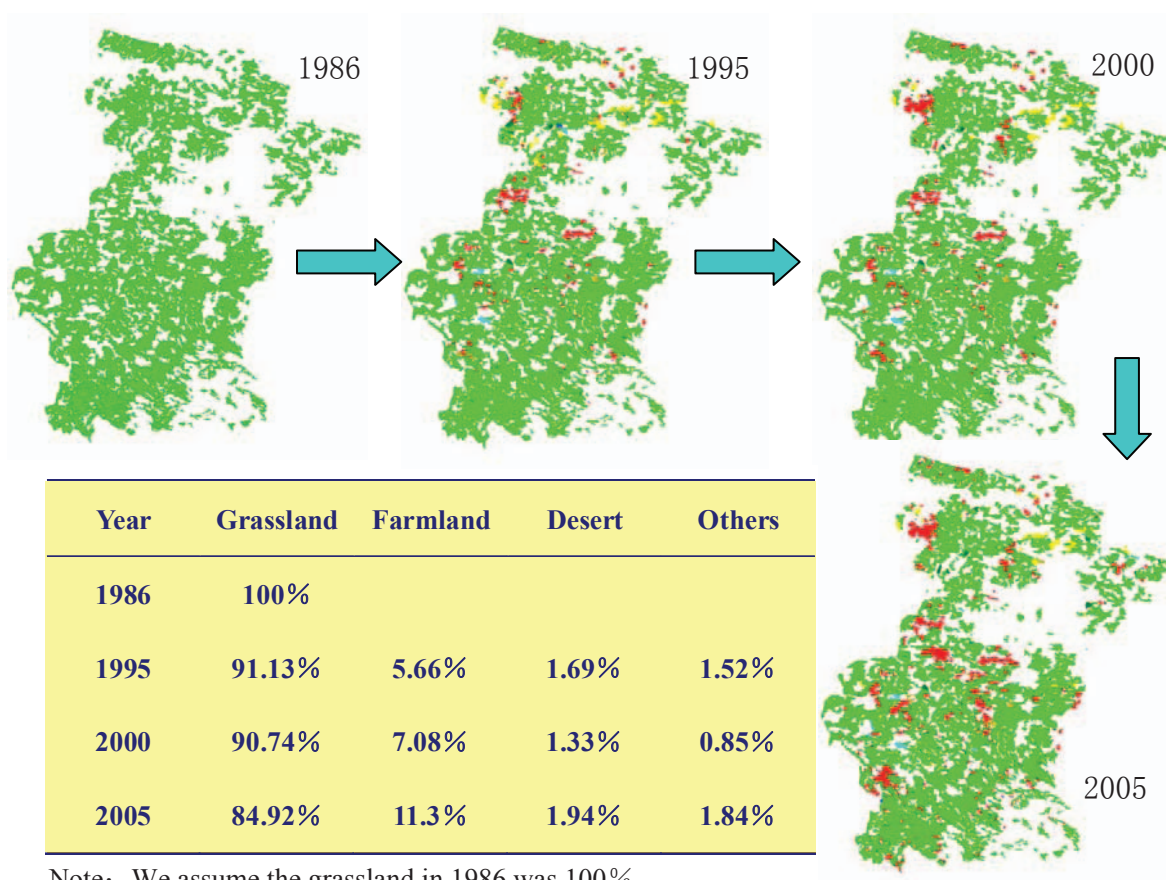 1986
1995
2000
2005
Year Grassland Farmland Desert Others
1986 100%
1995 91.13% 5.66% 1.69% 1.52%
2000 90.74% 7.08% 1.33% 0.85%
2005 84.92% 11.3% 1.94% 1.84%
Note: We assume the grassland in 1986 was 100%